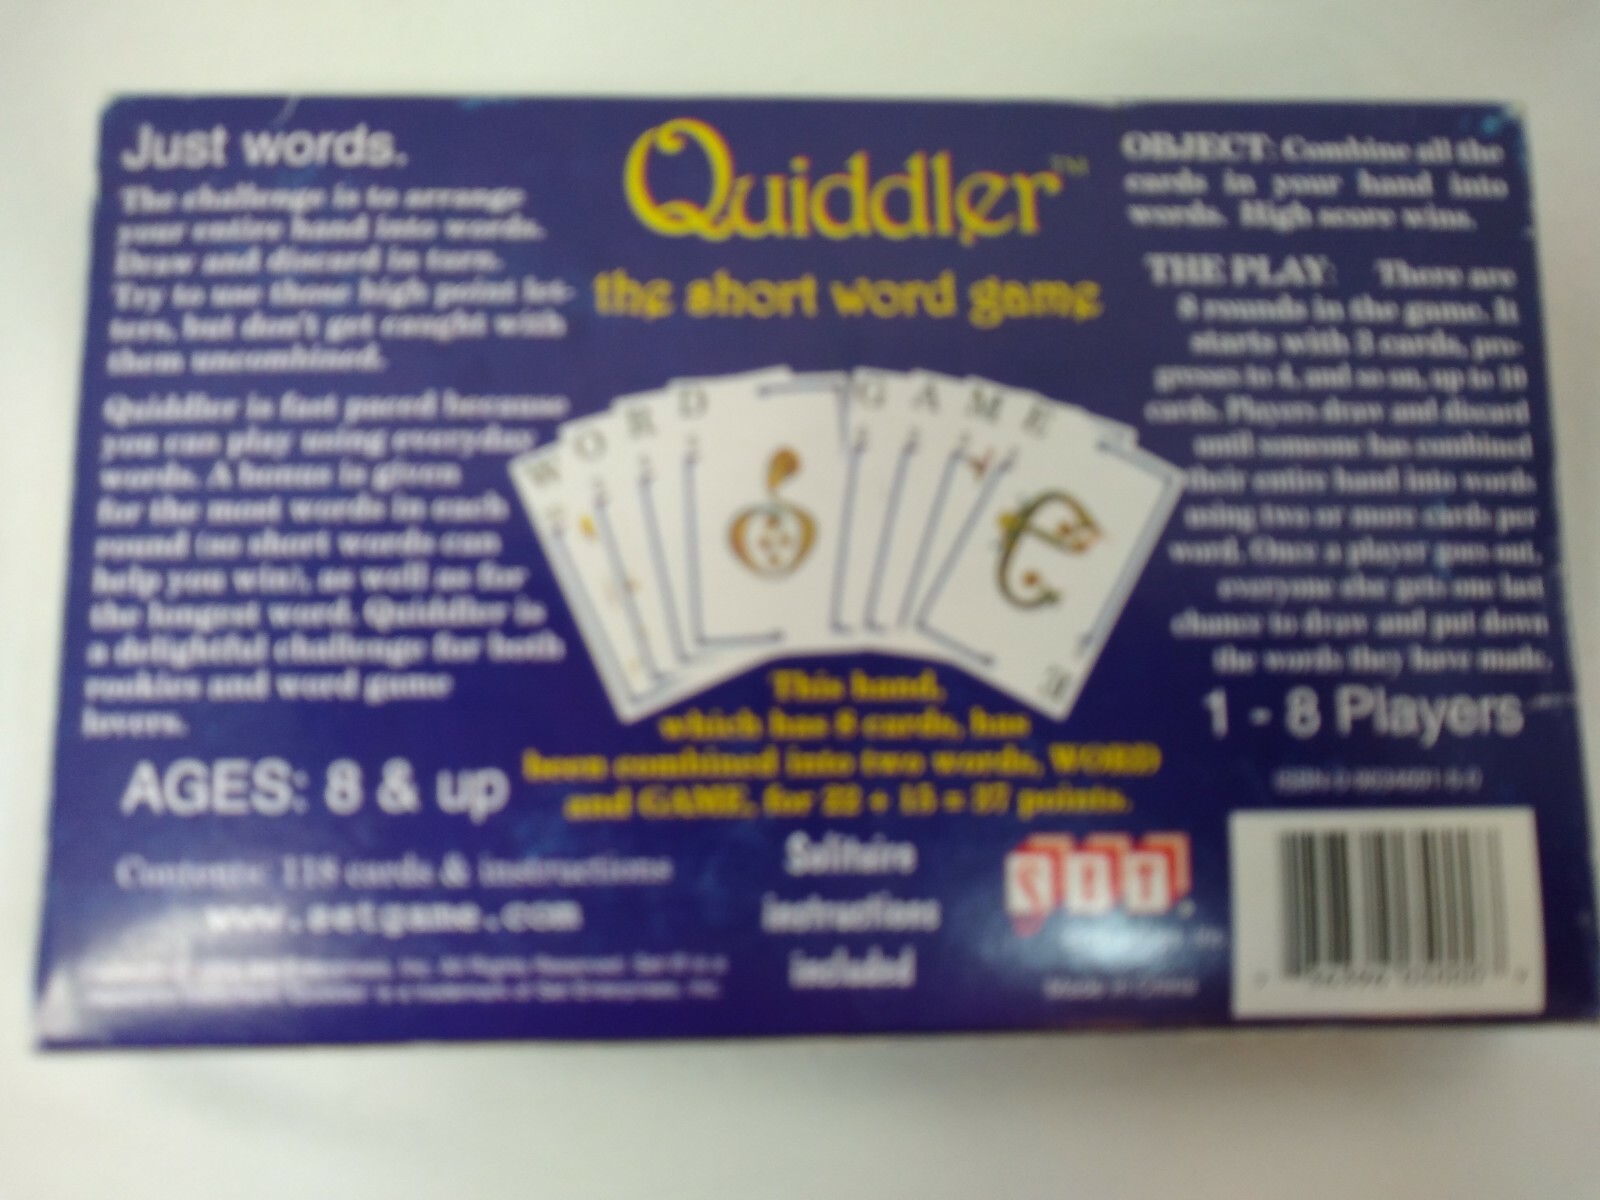 Just words.
The challenge is to arrange
your entire hand into words.
Draw and discard in turn.
Try to use those high point let-
ters, but don't get caught with
them uncombined.
Quiddler is fast paced because
you can play using everyday
words. A bonus is given
for the most words in each
round (so short words can
help you win), as well as for
the longest word. Quiddler is
a delightful challenge for both
rookies and word game
lovers.
AGES: 8 & up
Contents: 118 cards & instructions
www.setgame.com
Quiddler™
the short word game
W O R D G A M E
This hand,
which has 8 cards, has
been combined into two words, WORD
and GAME, for 22 + 15 = 37 points.
Solitaire
instructions
included
OBJECT: Combine all the
cards in your hand into
words. High score wins.
THE PLAY: There are
8 rounds in the game. It
starts with 3 cards, pro-
gresses to 4, and so on, up to 10
cards. Players draw and discard
until someone has combined
their entire hand into words
using two or more cards per
word. Once a player goes out,
everyone else gets one last
chance to draw and put down
the words they have made.
1 - 8 Players
SET
Made in China